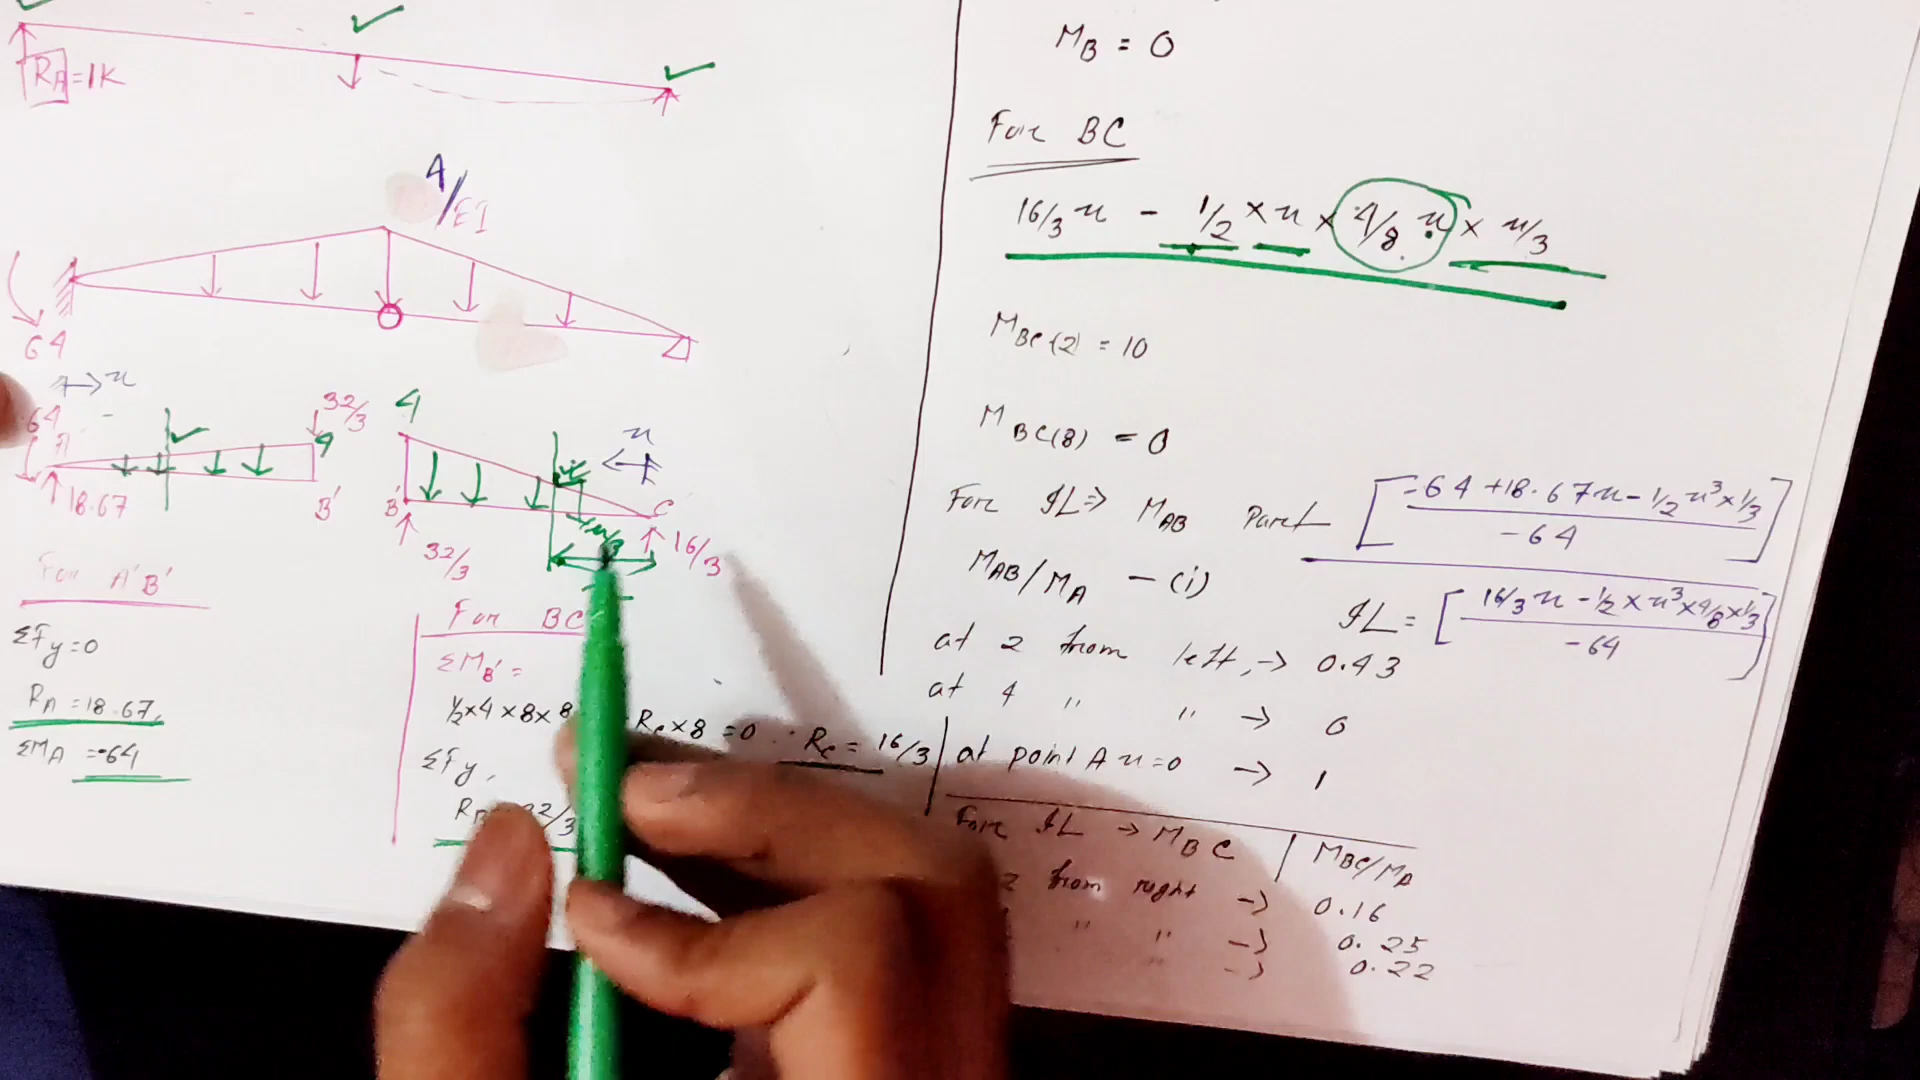 RA=1K
4/EI
64
x
64
A'
18.67
32/3
4
B'
4
B'
32/3
x
C
x/3
16/3
For A'B'
ΣFy=0
RA=18.67
ΣMA =-64
For BC
ΣMB'=
1/2×4×8×8
Rc×8=0 ∴ Rc = 16/3
ΣFy,
MB = 0
For BC
16/3 x - 1/2 × x × 4/8 x × x/3
MBC(2) = 10
MBC(8) = 0
For IL⇒ MAB Part [-64+18.67x-1/2 x³×1/3 / -64]
MAB/MA - (i)
IL = [16/3 x - 1/2 × x³ × 4/8 × 1/3 / -64]
at 2 from left, → 0.43
at 4 " " → 0
at point A x=0 → 1
For IL → MBC | MBC/MA
2 from right → 0.16
" " → 0.25
" → 0.22